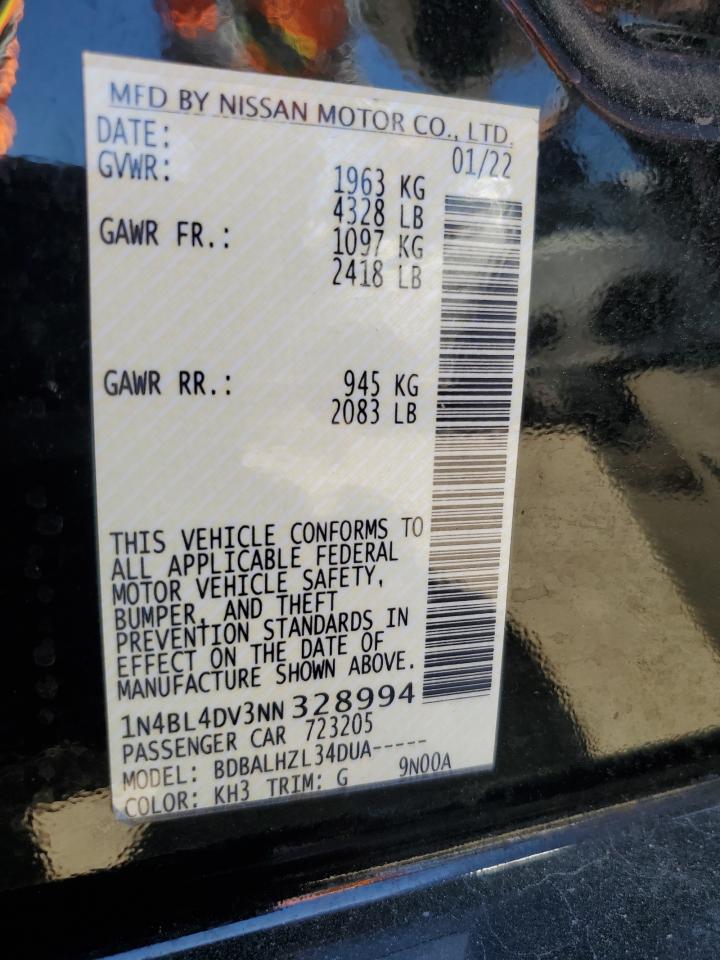 MFD BY NISSAN MOTOR CO., LTD.
DATE: 01/22
GVWR: 1963 KG
4328 LB
GAWR FR.: 1097 KG
2418 LB
GAWR RR.: 945 KG
2083 LB
THIS VEHICLE CONFORMS TO
ALL APPLICABLE FEDERAL
MOTOR VEHICLE SAFETY,
BUMPER, AND THEFT
PREVENTION STANDARDS IN
EFFECT ON THE DATE OF
MANUFACTURE SHOWN ABOVE.
1N4BL4DV3NN328994
PASSENGER CAR 723205
MODEL: BDBALHZL34DUA-----
COLOR: KH3 TRIM: G 9N00A